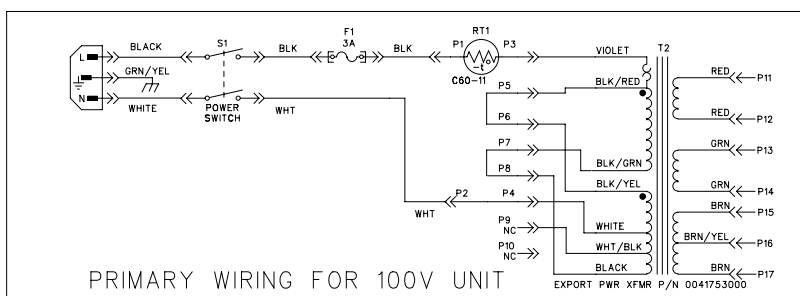 F1
RT1
S1
3A
T2
BLACK
BLK
BLK
P1
P3
VIOLET
L
GRN/YEL
-t°
C60-11
P5
BLK/RED
RED
P11
N
WHITE
POWER
SWITCH
WHT
P6
RED
P12
P7
GRN
P13
P8
BLK/GRN
BLK/YEL
GRN
P14
P2
P4
BRN
P15
WHT
P9
NC
WHITE
BRN/YEL
P16
P10
NC
WHT/BLK
BLACK
BRN
P17
PRIMARY WIRING FOR 100V UNIT
EXPORT PWR XFMR P/N 0041753000